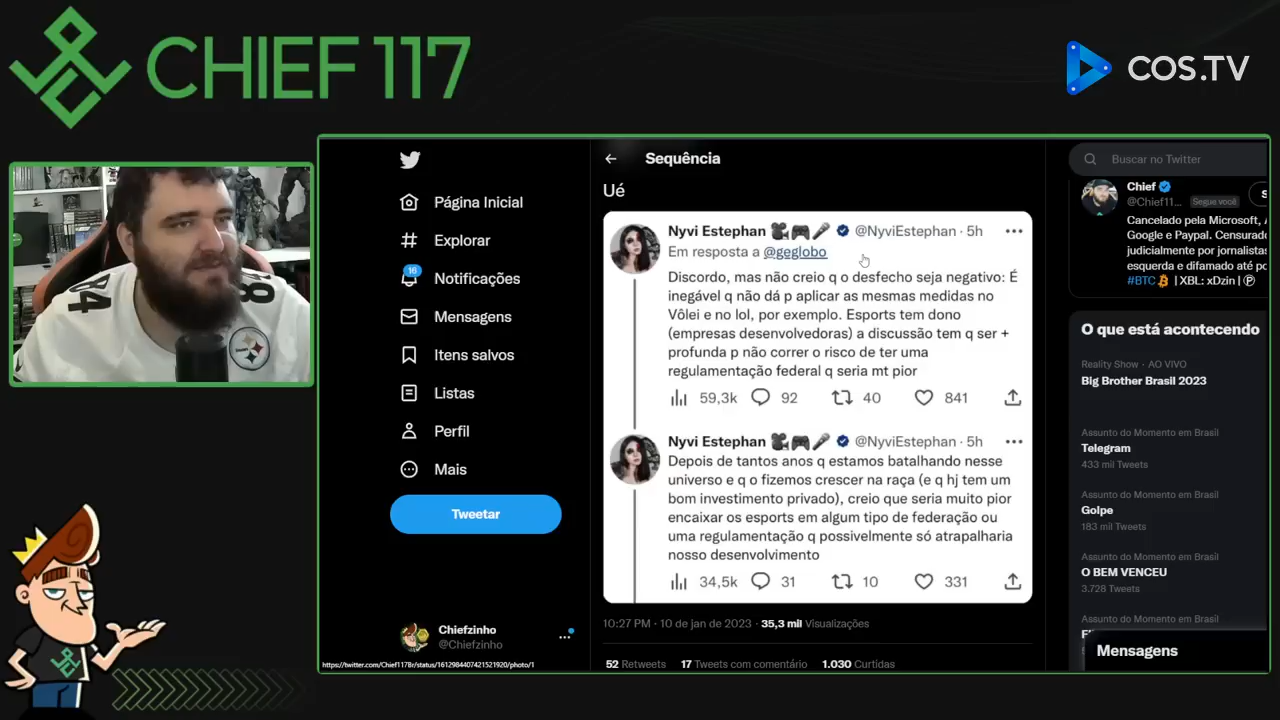 CHIEF 117
COS.TV
84
Página Inicial
Explorar
16
Notificações
Mensagens
Itens salvos
Listas
Perfil
Mais
Tweetar
Chiefzinho
@Chiefzinho
https://twitter.com/Chief117Br/status/1612984407421521920/photo/1
Sequência
Ué
Nyvi Estephan @NyviEstephan · 5h
Em resposta a @geglobo
Discordo, mas não creio q o desfecho seja negativo: É
inegável q não dá p aplicar as mesmas medidas no
Vôlei e no lol, por exemplo. Esports tem dono
(empresas desenvolvedoras) a discussão tem q ser +
profunda p não correr o risco de ter uma
regulamentação federal q seria mt pior
59,3k 92 40 841
Nyvi Estephan @NyviEstephan · 5h
Depois de tantos anos q estamos batalhando nesse
universo e q o fizemos crescer na raça (e q hj tem um
bom investimento privado), creio que seria muito pior
encaixar os esports em algum tipo de federação ou
uma regulamentação q possivelmente só atrapalharia
nosso desenvolvimento
34,5k 31 10 331
10:27 PM · 10 de jan de 2023 · 35,3 mil Visualizações
52 Retweets 17 Tweets com comentário 1.030 Curtidas
Buscar no Twitter
Chief
@Chief11... Segue você
Cancelado pela Microsoft, A
Google e Paypal. Censurado
judicialmente por jornalistas
esquerda e difamado até po
#BTC | XBL: xDzin |
O que está acontecendo
Reality Show · AO VIVO
Big Brother Brasil 2023
Assunto do Momento em Brasil
Telegram
433 mil Tweets
Assunto do Momento em Brasil
Golpe
183 mil Tweets
Assunto do Momento em Brasil
O BEM VENCEU
3.728 Tweets
Assunto do Momento em Brasil
Mensagens